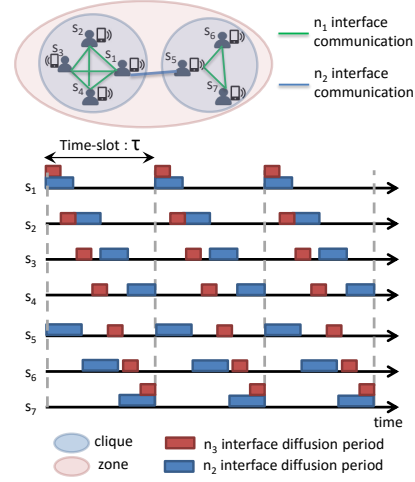 n1 interface
communication
n2 interface
communication
s2
s3
s1
s4
s6
s5
s7
Time-slot : τ
s1
s2
s3
s4
s5
s6
s7
time
clique
n3 interface diffusion period
zone
n2 interface diffusion period